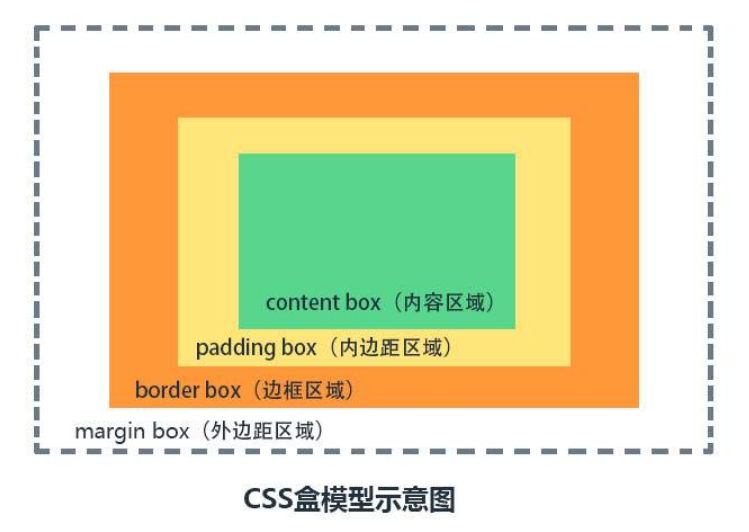 content box（内容区域）
padding box（内边距区域）
border box（边框区域）
margin box（外边距区域）
CSS盒模型示意图